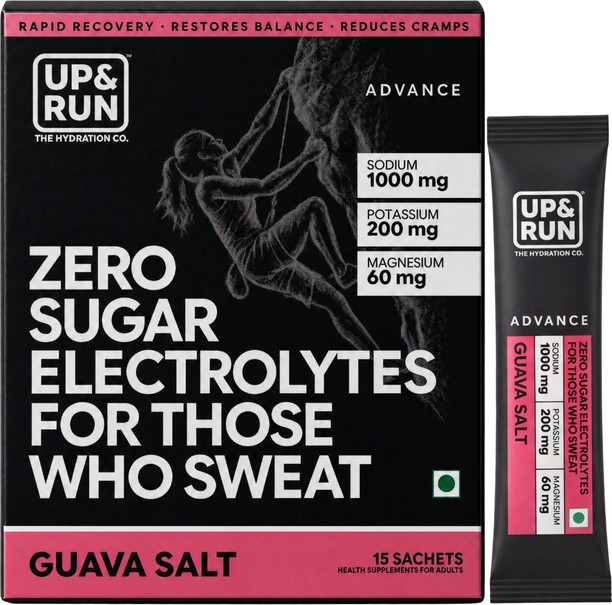 RAPID RECOVERY · RESTORES BALANCE · REDUCES CRAMPS
UP&
RUN™
THE HYDRATION CO.
ADVANCE
SODIUM
1000 mg
POTASSIUM
200 mg
MAGNESIUM
60 mg
ZERO
SUGAR
ELECTROLYTES
FOR THOSE
WHO SWEAT
GUAVA SALT
15 SACHETS
HEALTH SUPPLEMENTS FOR ADULTS
UP&
RUN
THE HYDRATION CO.
ADVANCE
ZERO SUGAR ELECTROLYTES
FOR THOSE WHO SWEAT
SODIUM
1000 mg
POTASSIUM
200 mg
MAGNESIUM
60 mg
GUAVA SALT